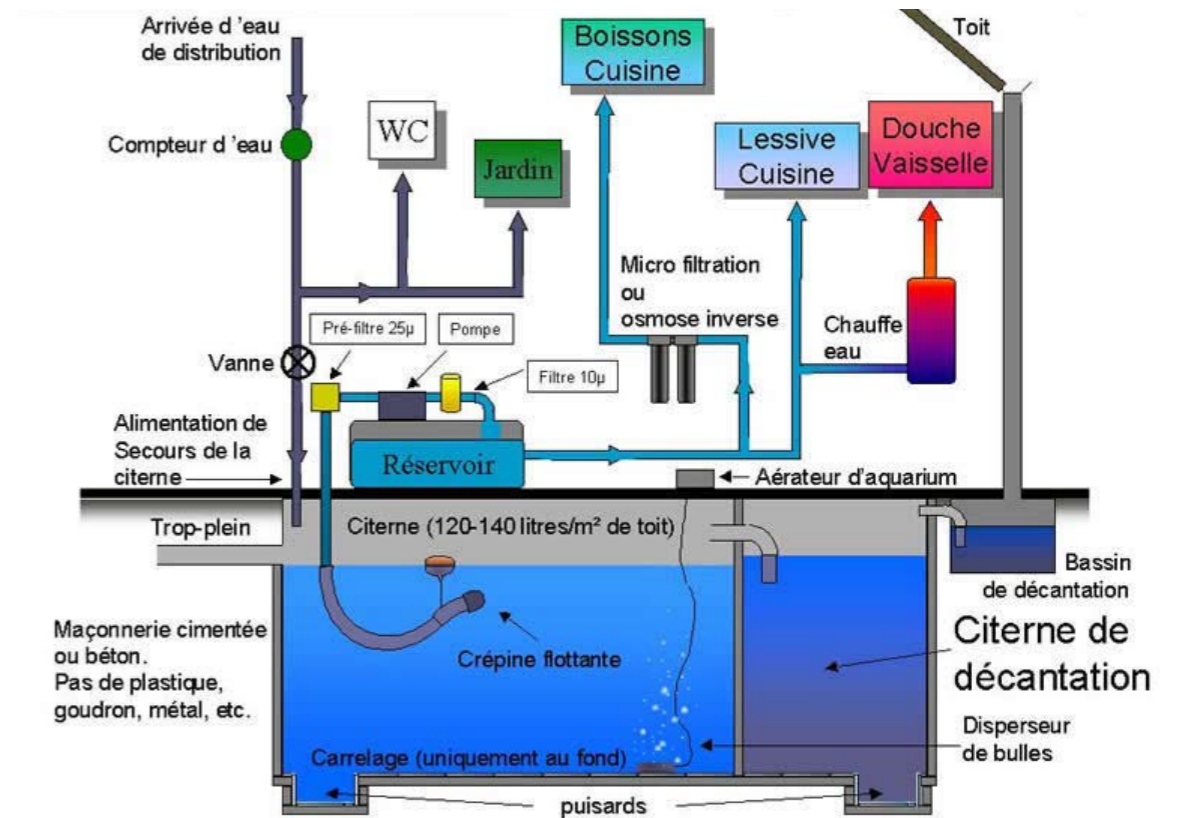 Arrivée d 'eau
de distribution
Compteur d 'eau
WC
Jardin
Boissons
Cuisine
Lessive
Cuisine
Douche
Vaisselle
Toit
Micro filtration
ou
osmose inverse
Chauffe
eau
Pré-filtre 25µ
Pompe
Filtre 10µ
Vanne
Alimentation de
Secours de la
citerne
Réservoir
Aérateur d'aquarium
Trop-plein
Citerne (120-140 litres/m² de toit)
Bassin
de décantation
Maçonnerie cimentée
ou béton.
Pas de plastique,
goudron, métal, etc.
Crépine flottante
Citerne de
décantation
Disperseur
de bulles
Carrelage (uniquement au fond)
puisards